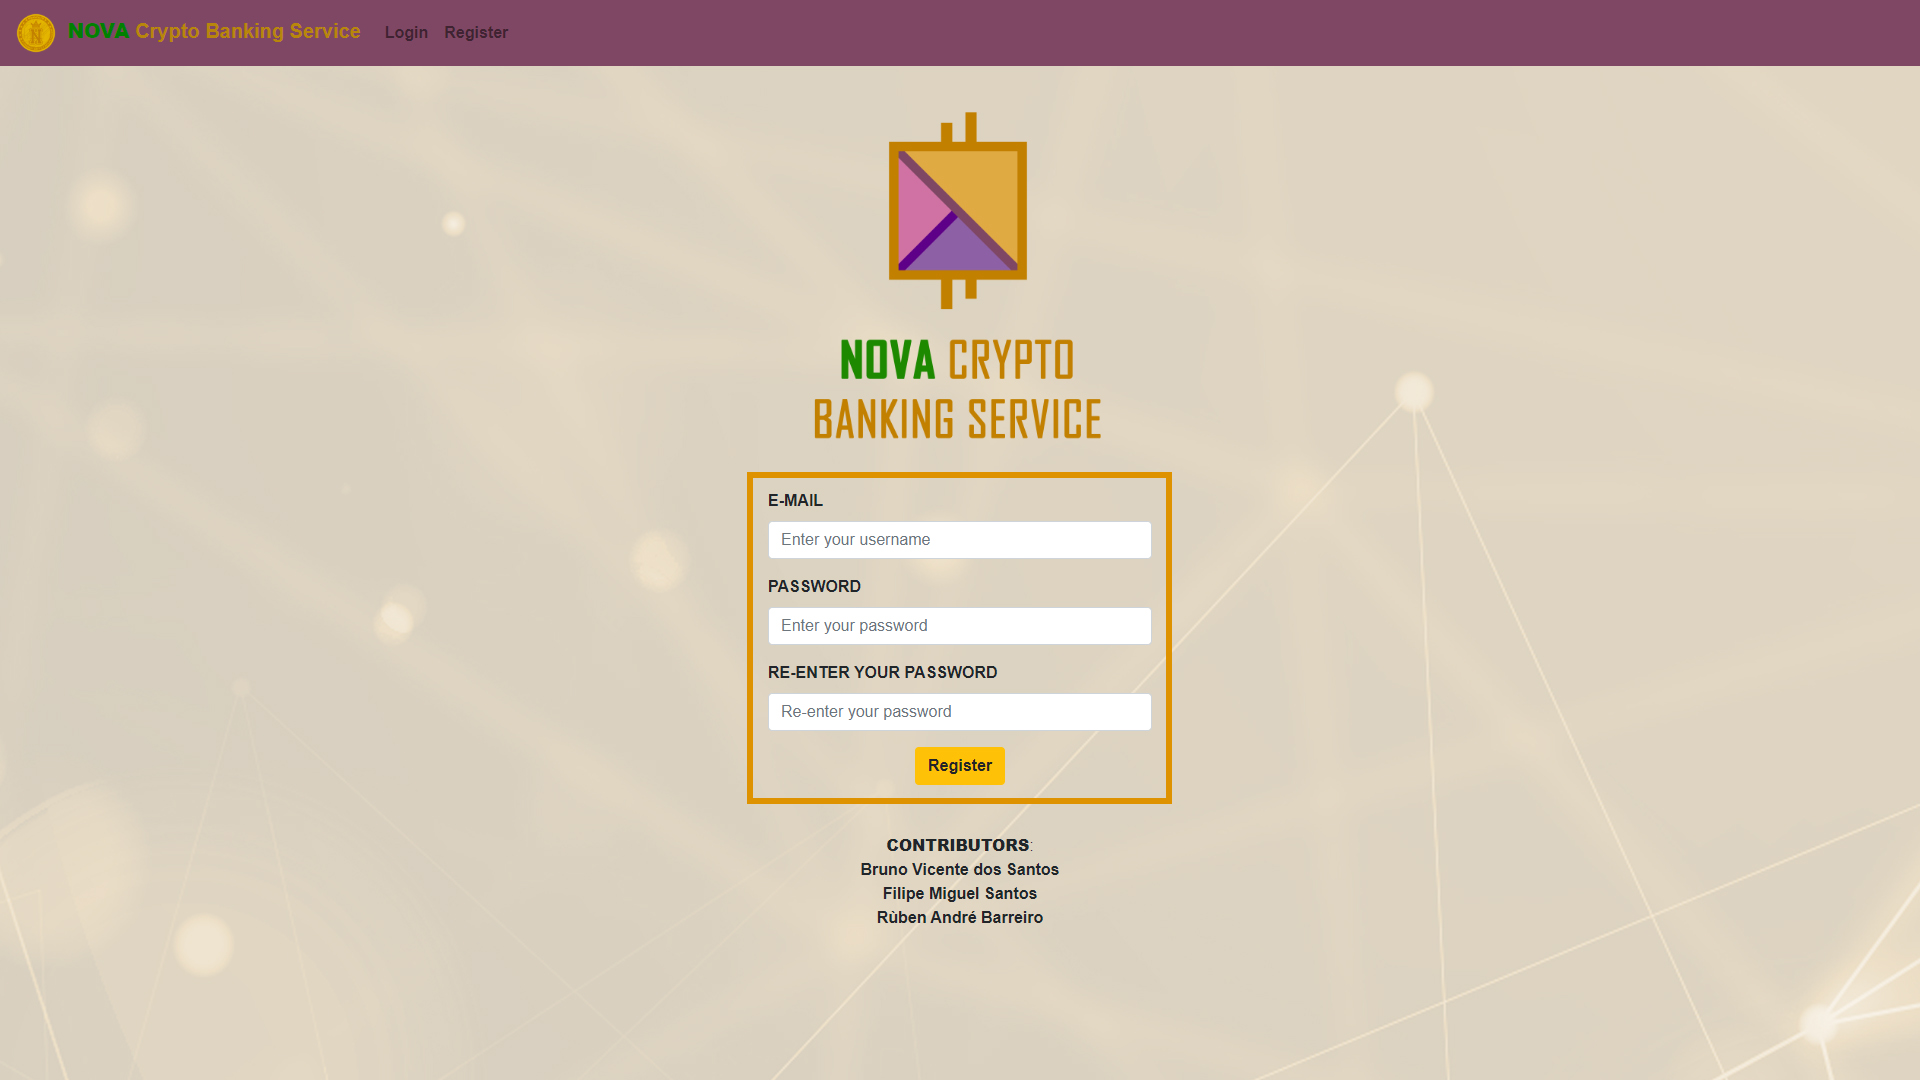 NOVA Crypto Banking Service
Login
Register
NOVA CRYPTO
BANKING SERVICE
E-MAIL
Enter your username
PASSWORD
Enter your password
RE-ENTER YOUR PASSWORD
Re-enter your password
Register
CONTRIBUTORS:
Bruno Vicente dos Santos
Filipe Miguel Santos
Rùben André Barreiro